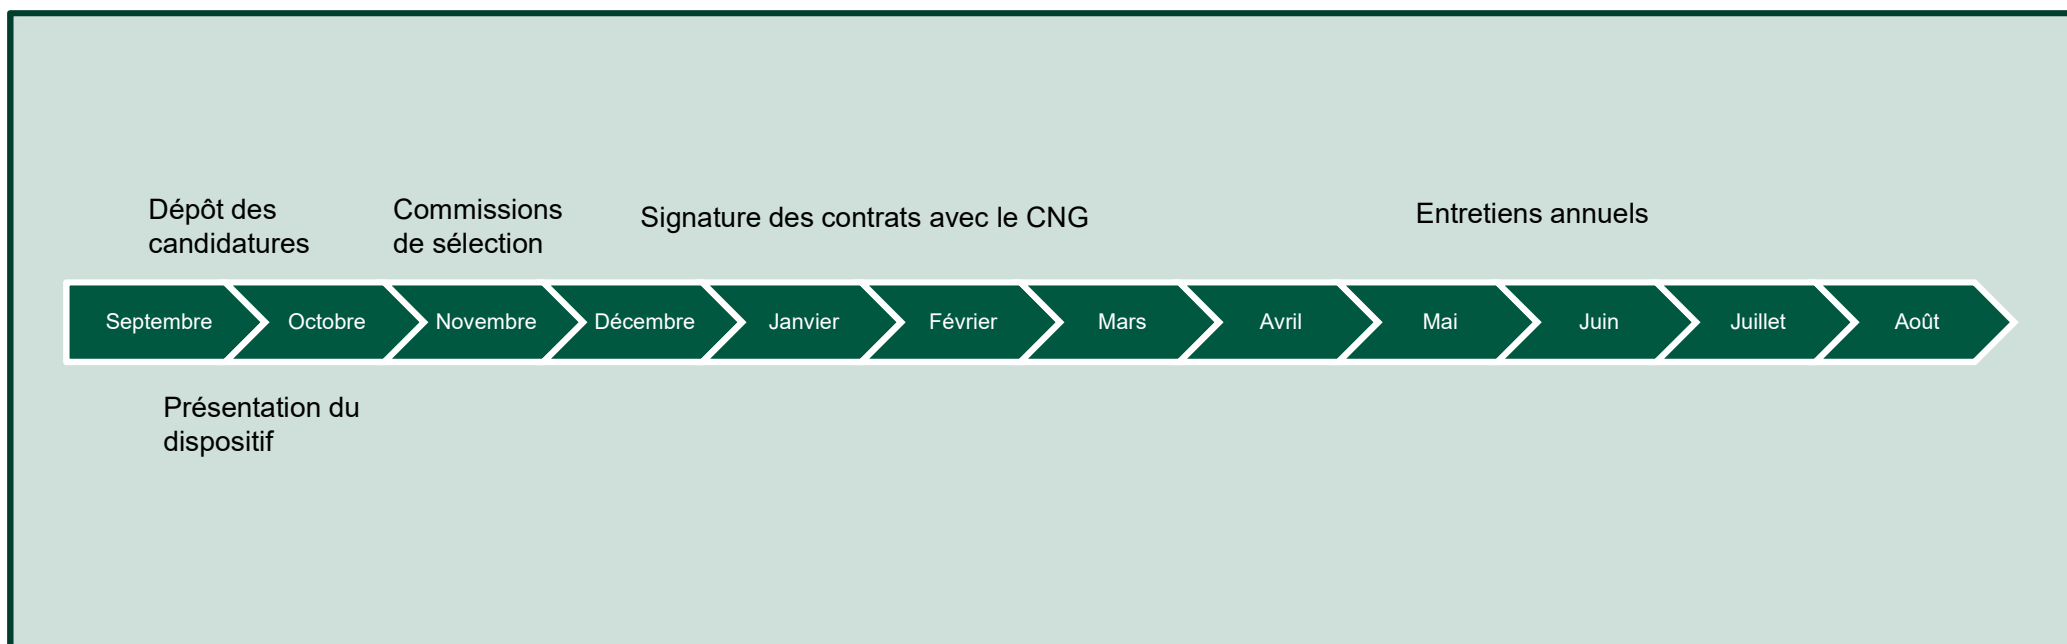 Dépôt des
candidatures
Commissions
de sélection
Signature des contrats avec le CNG
Entretiens annuels
Septembre
Octobre
Novembre
Décembre
Janvier
Février
Mars
Avril
Mai
Juin
Juillet
Août
Présentation du
dispositif